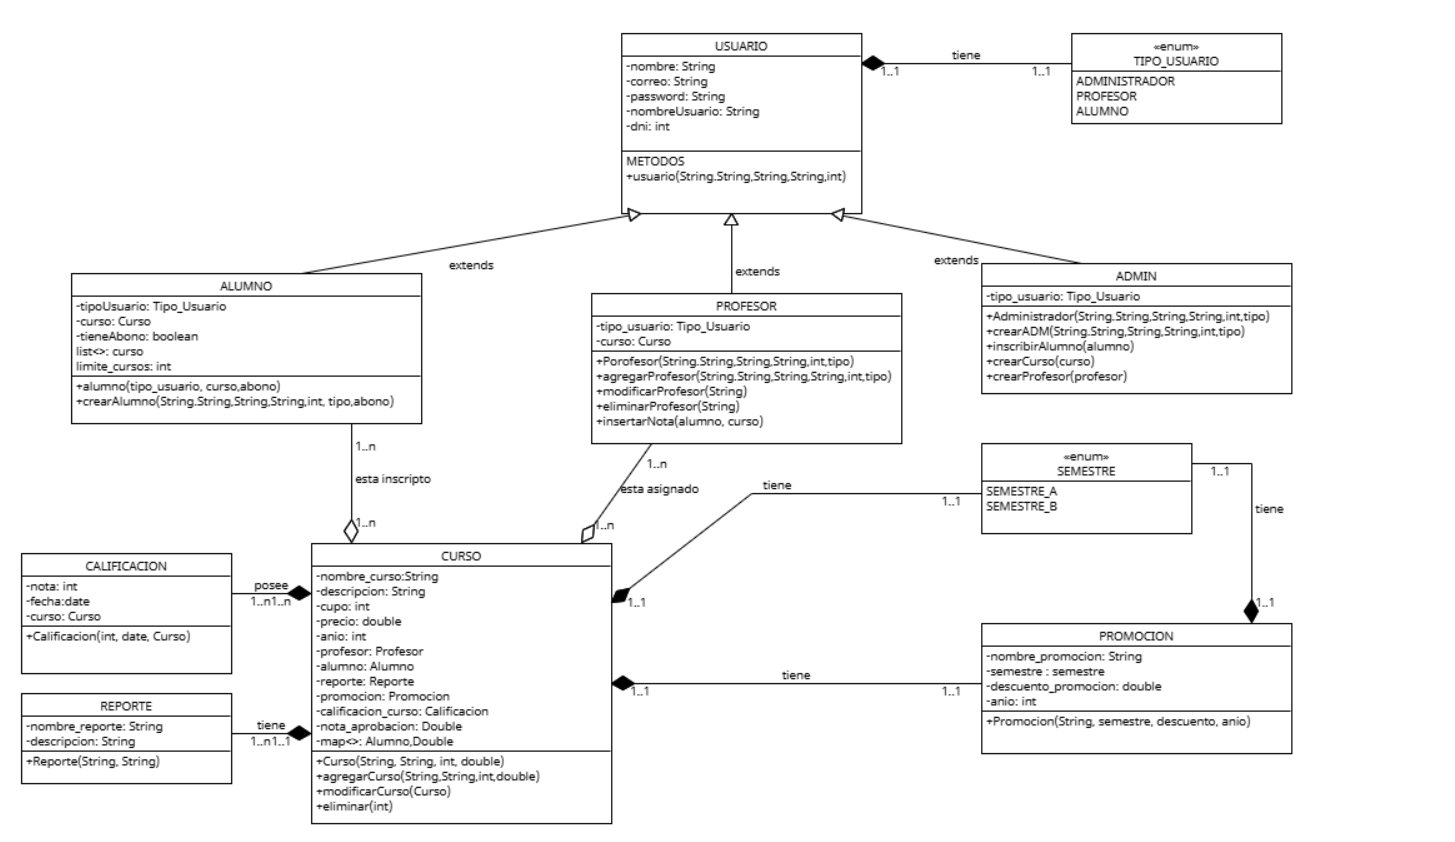 USUARIO
-nombre: String
-correo: String
-password: String
-nombreUsuario: String
-dni: int
METODOS
+usuario(String.String,String,String,int)
tiene
1..1
1..1
«enum»
TIPO_USUARIO
ADMINISTRADOR
PROFESOR
ALUMNO
extends
extends
extends
ALUMNO
-tipoUsuario: Tipo_Usuario
-curso: Curso
-tieneAbono: boolean
list<>: curso
limite_cursos: int
+alumno(tipo_usuario, curso,abono)
+crearAlumno(String.String,String,String,int, tipo,abono)
PROFESOR
-tipo_usuario: Tipo_Usuario
-curso: Curso
+Porofesor(String.String,String,String,int,tipo)
+agregarProfesor(String.String,String,String,int,tipo)
+modificarProfesor(String)
+eliminarProfesor(String)
+insertarNota(alumno, curso)
ADMIN
-tipo_usuario: Tipo_Usuario
+Administrador(String.String,String,String,int,tipo)
+crearADM(String.String,String,String,int,tipo)
+inscribirAlumno(alumno)
+crearCurso(curso)
+crearProfesor(profesor)
1..n
esta inscripto
1..n
1..n
esta asignado
1..n
tiene
1..1
1..1
«enum»
SEMESTRE
SEMESTRE_A
SEMESTRE_B
1..1
tiene
1..1
CALIFICACION
-nota: int
-fecha:date
-curso: Curso
+Calificacion(int, date, Curso)
posee
1..n1..n
REPORTE
-nombre_reporte: String
-descripcion: String
+Reporte(String, String)
tiene
1..n1..1
CURSO
-nombre_curso:String
-descripcion: String
-cupo: int
-precio: double
-anio: int
-profesor: Profesor
-alumno: Alumno
-reporte: Reporte
-promocion: Promocion
-calificacion_curso: Calificacion
-nota_aprobacion: Double
-map<>: Alumno,Double
+Curso(String, String, int, double)
+agregarCurso(String,String,int,double)
+modificarCurso(Curso)
+eliminar(int)
tiene
1..1
1..1
PROMOCION
-nombre_promocion: String
-semestre : semestre
-descuento_promocion: double
-anio: int
+Promocion(String, semestre, descuento, anio)